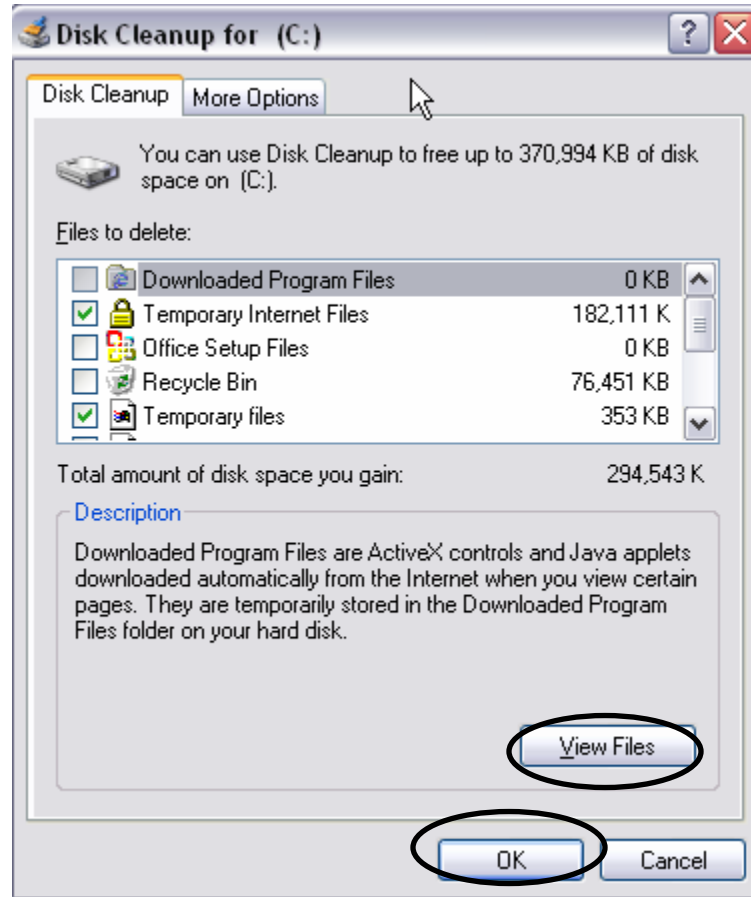 Disk Cleanup for (C:)
?
Disk Cleanup
More Options
You can use Disk Cleanup to free up to 370,994 KB of disk
space on (C:).
Files to delete:
Downloaded Program Files 0 KB
Temporary Internet Files 182,111 K
Office Setup Files 0 KB
Recycle Bin 76,451 KB
Temporary files 353 KB
Total amount of disk space you gain: 294,543 K
Description
Downloaded Program Files are ActiveX controls and Java applets
downloaded automatically from the Internet when you view certain
pages. They are temporarily stored in the Downloaded Program
Files folder on your hard disk.
View Files
OK
Cancel